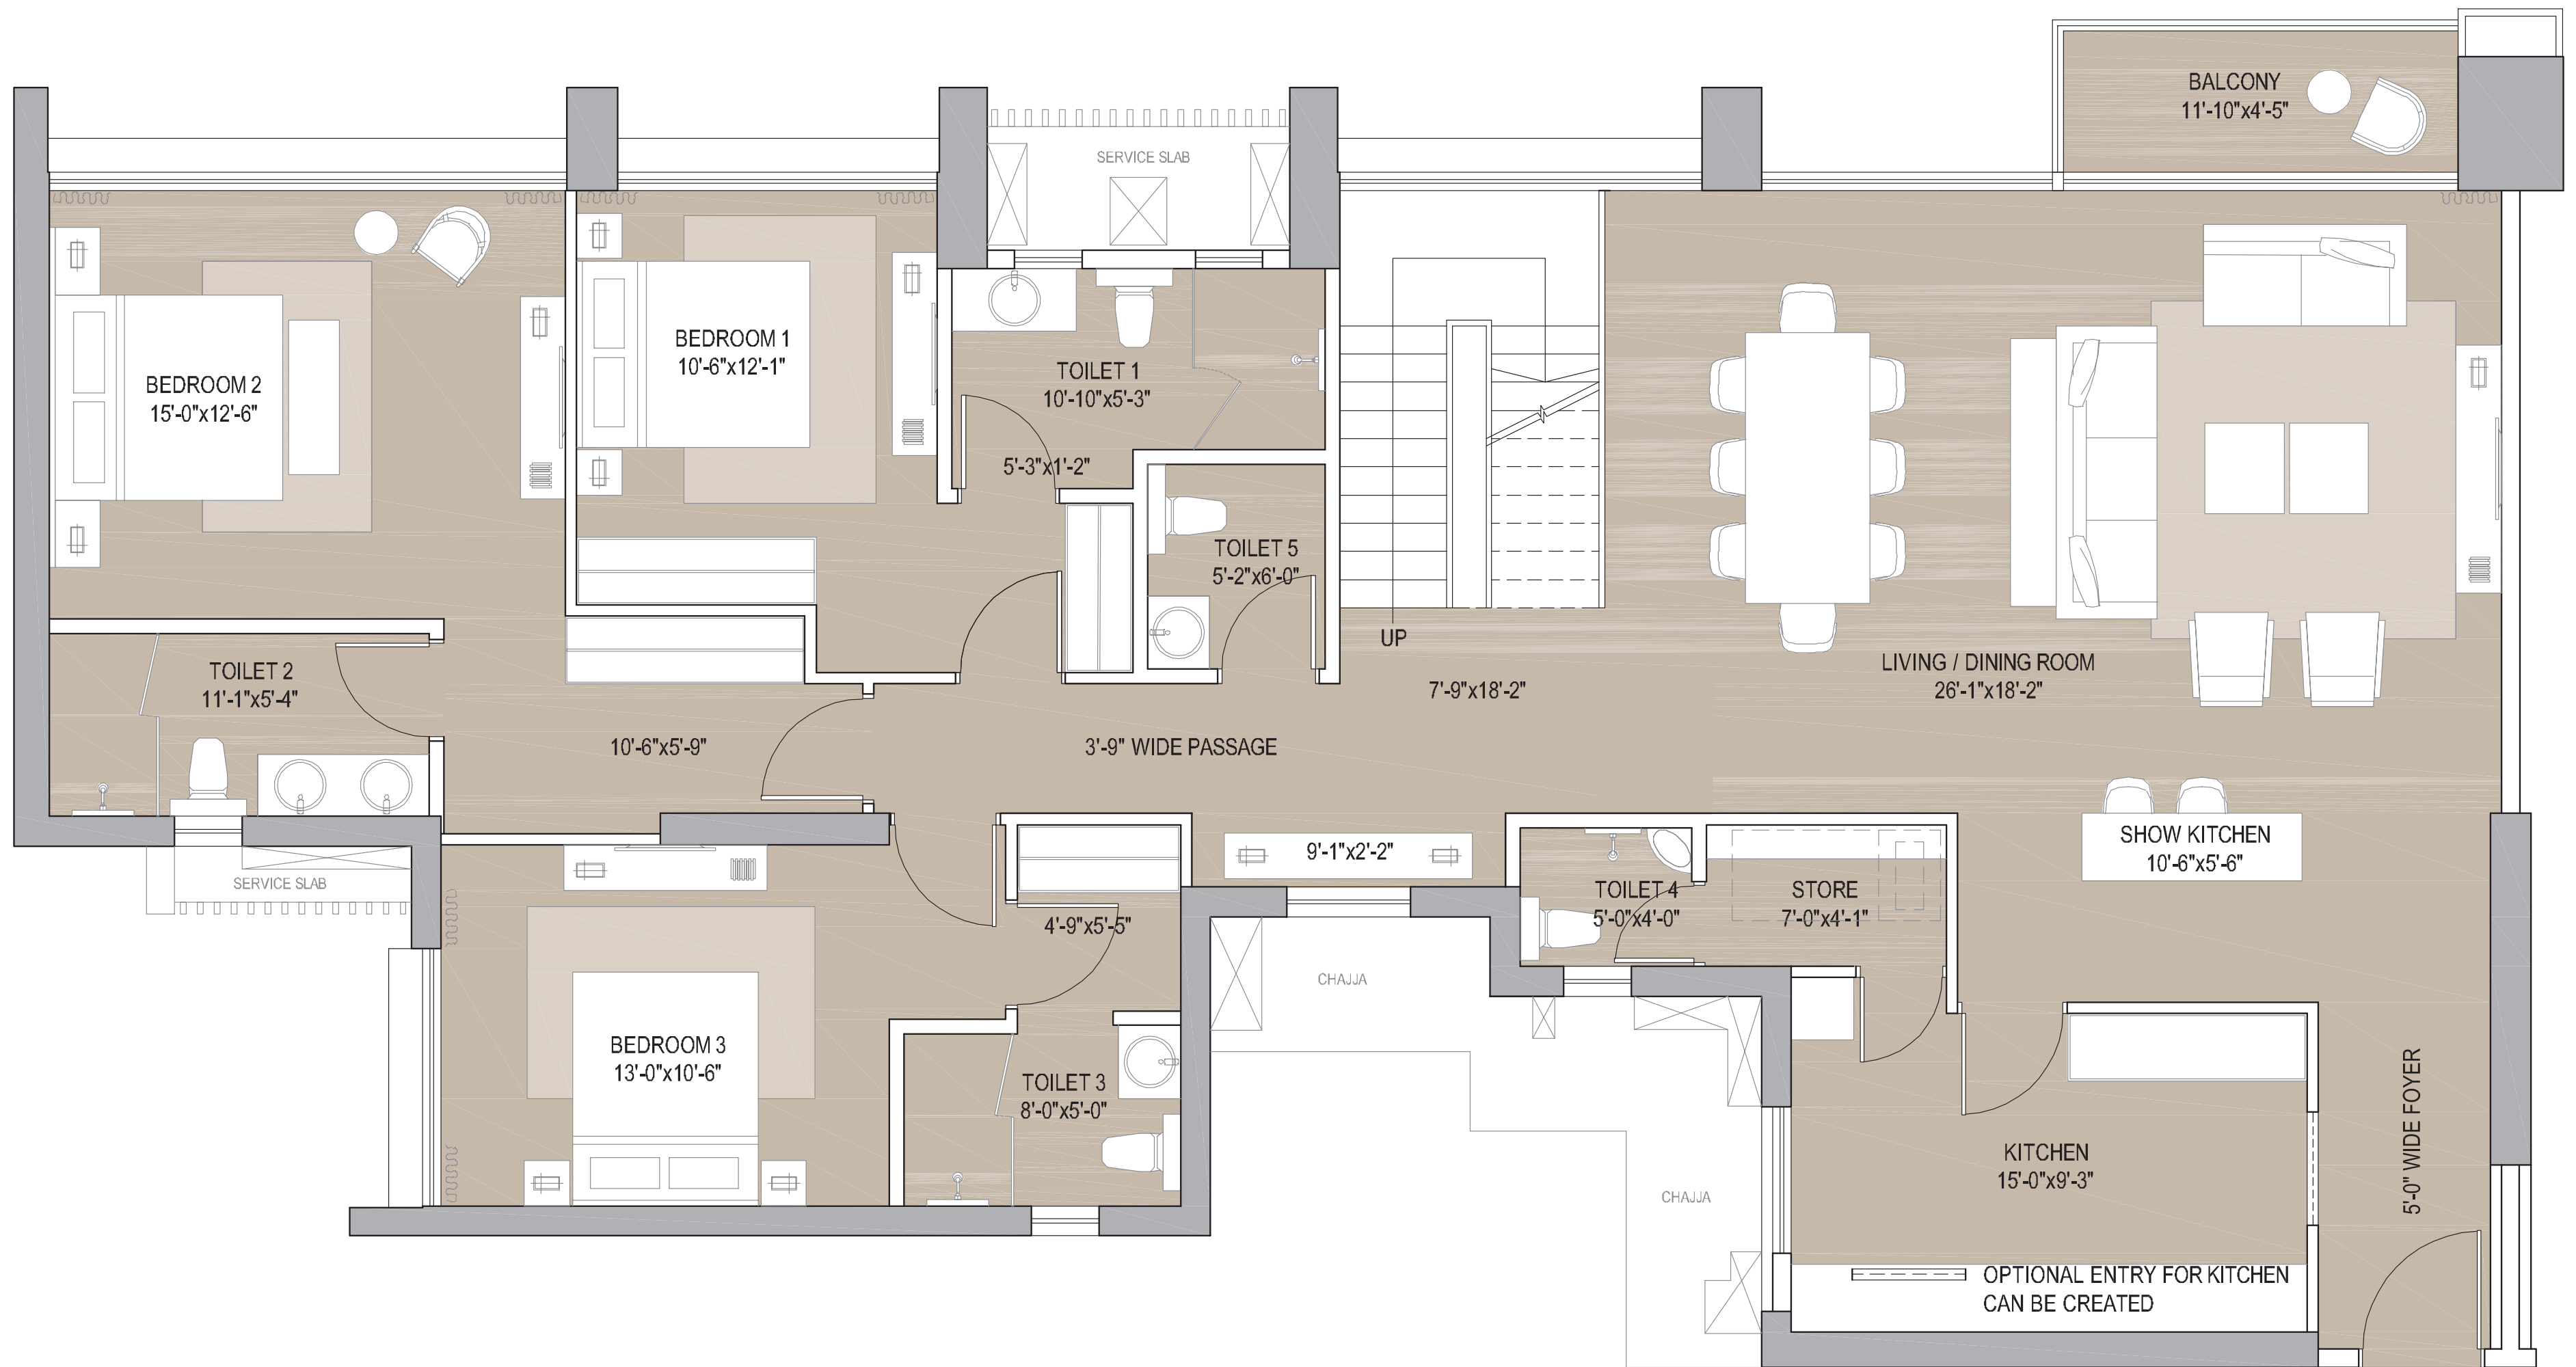 BALCONY
11'-10"x4'-5"
SERVICE SLAB
BEDROOM 1
10'-6"x12'-1"
BEDROOM 2
15'-0"x12'-6"
TOILET 1
10'-10"x5'-3"
5'-3"x1'-2"
TOILET 5
5'-2"x6'-0"
UP
7'-9"x18'-2"
LIVING / DINING ROOM
26'-1"x18'-2"
TOILET 2
11'-1"x5'-4"
10'-6"x5'-9"
3'-9" WIDE PASSAGE
SERVICE SLAB
9'-1"x2'-2"
SHOW KITCHEN
10'-6"x5'-6"
TOILET 4
5'-0"x4'-0"
STORE
7'-0"x4'-1"
4'-9"x5'-5"
CHAJJA
BEDROOM 3
13'-0"x10'-6"
TOILET 3
8'-0"x5'-0"
CHAJJA
KITCHEN
15'-0"x9'-3"
5'-0" WIDE FOYER
OPTIONAL ENTRY FOR KITCHEN
CAN BE CREATED